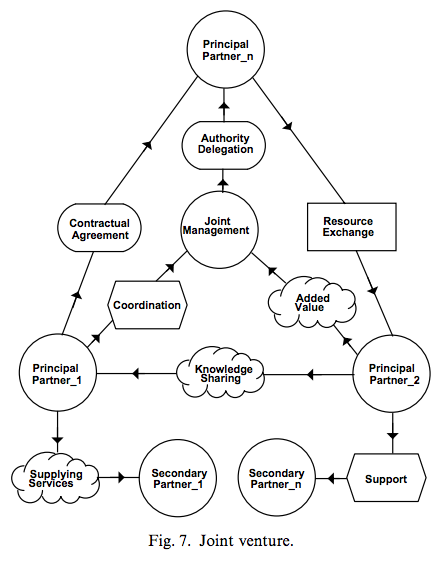 Principal
Partner_n
Authority
Delegation
Contractual
Agreement
Joint
Management
Resource
Exchange
Coordination
Added
Value
Principal
Partner_1
Knowledge
Sharing
Principal
Partner_2
Supplying
Services
Secondary
Partner_1
Secondary
Partner_n
Support
Fig. 7. Joint venture.